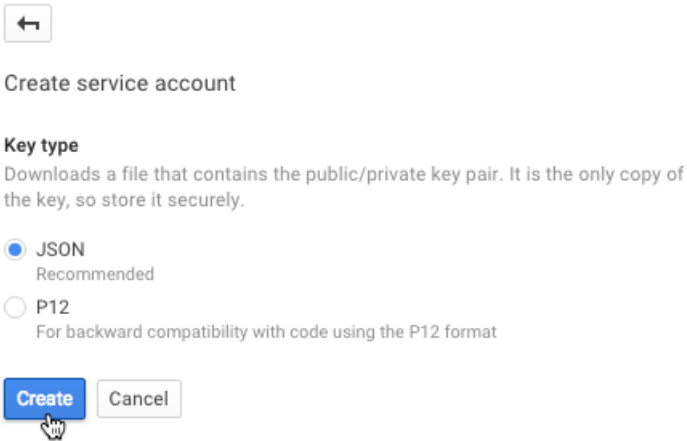 Create service account
Key type
Downloads a file that contains the public/private key pair. It is the only copy of
the key, so store it securely.
JSON
Recommended
P12
For backward compatibility with code using the P12 format
Create
Cancel